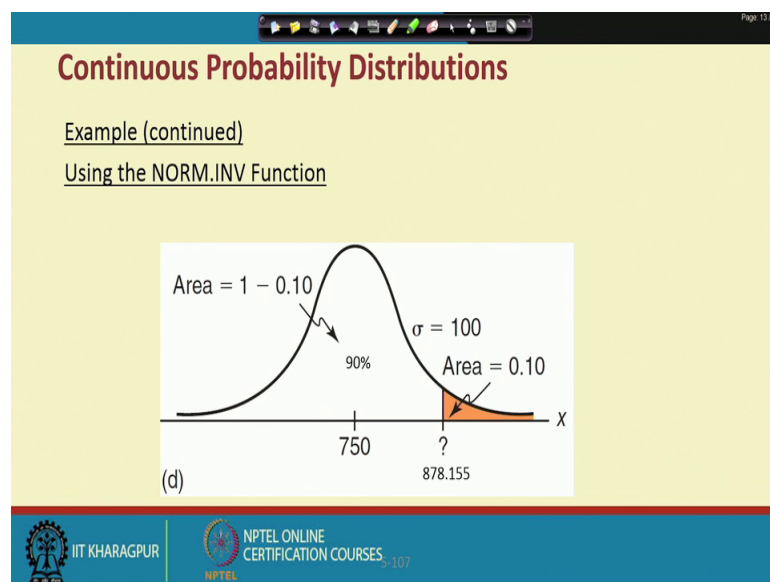 Page: 13
Continuous Probability Distributions
Example (continued)
Using the NORM.INV Function
Area = 1 – 0.10
σ = 100
90%
Area = 0.10
x
750
?
878.155
(d)
IIT KHARAGPUR
NPTEL
NPTEL ONLINE
CERTIFICATION COURSES
5-107